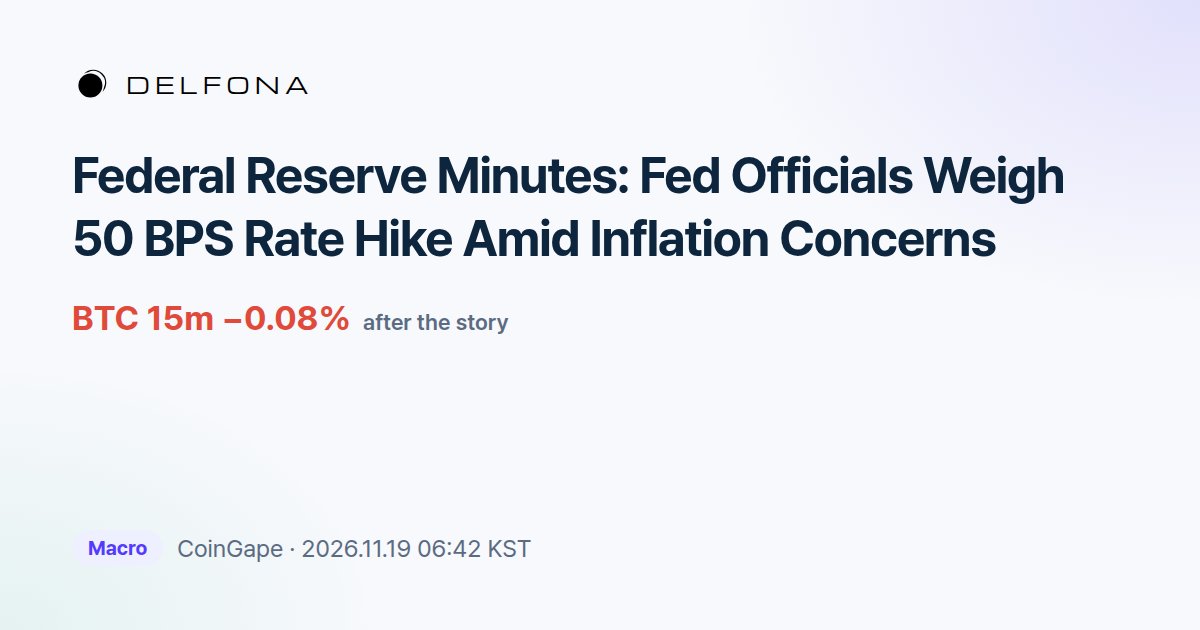 DELFONA
Federal Reserve Minutes: Fed Officials Weigh
50 BPS Rate Hike Amid Inflation Concerns
BTC 15m −0.08% after the story
Macro CoinGape · 2026.11.19 06:42 KST